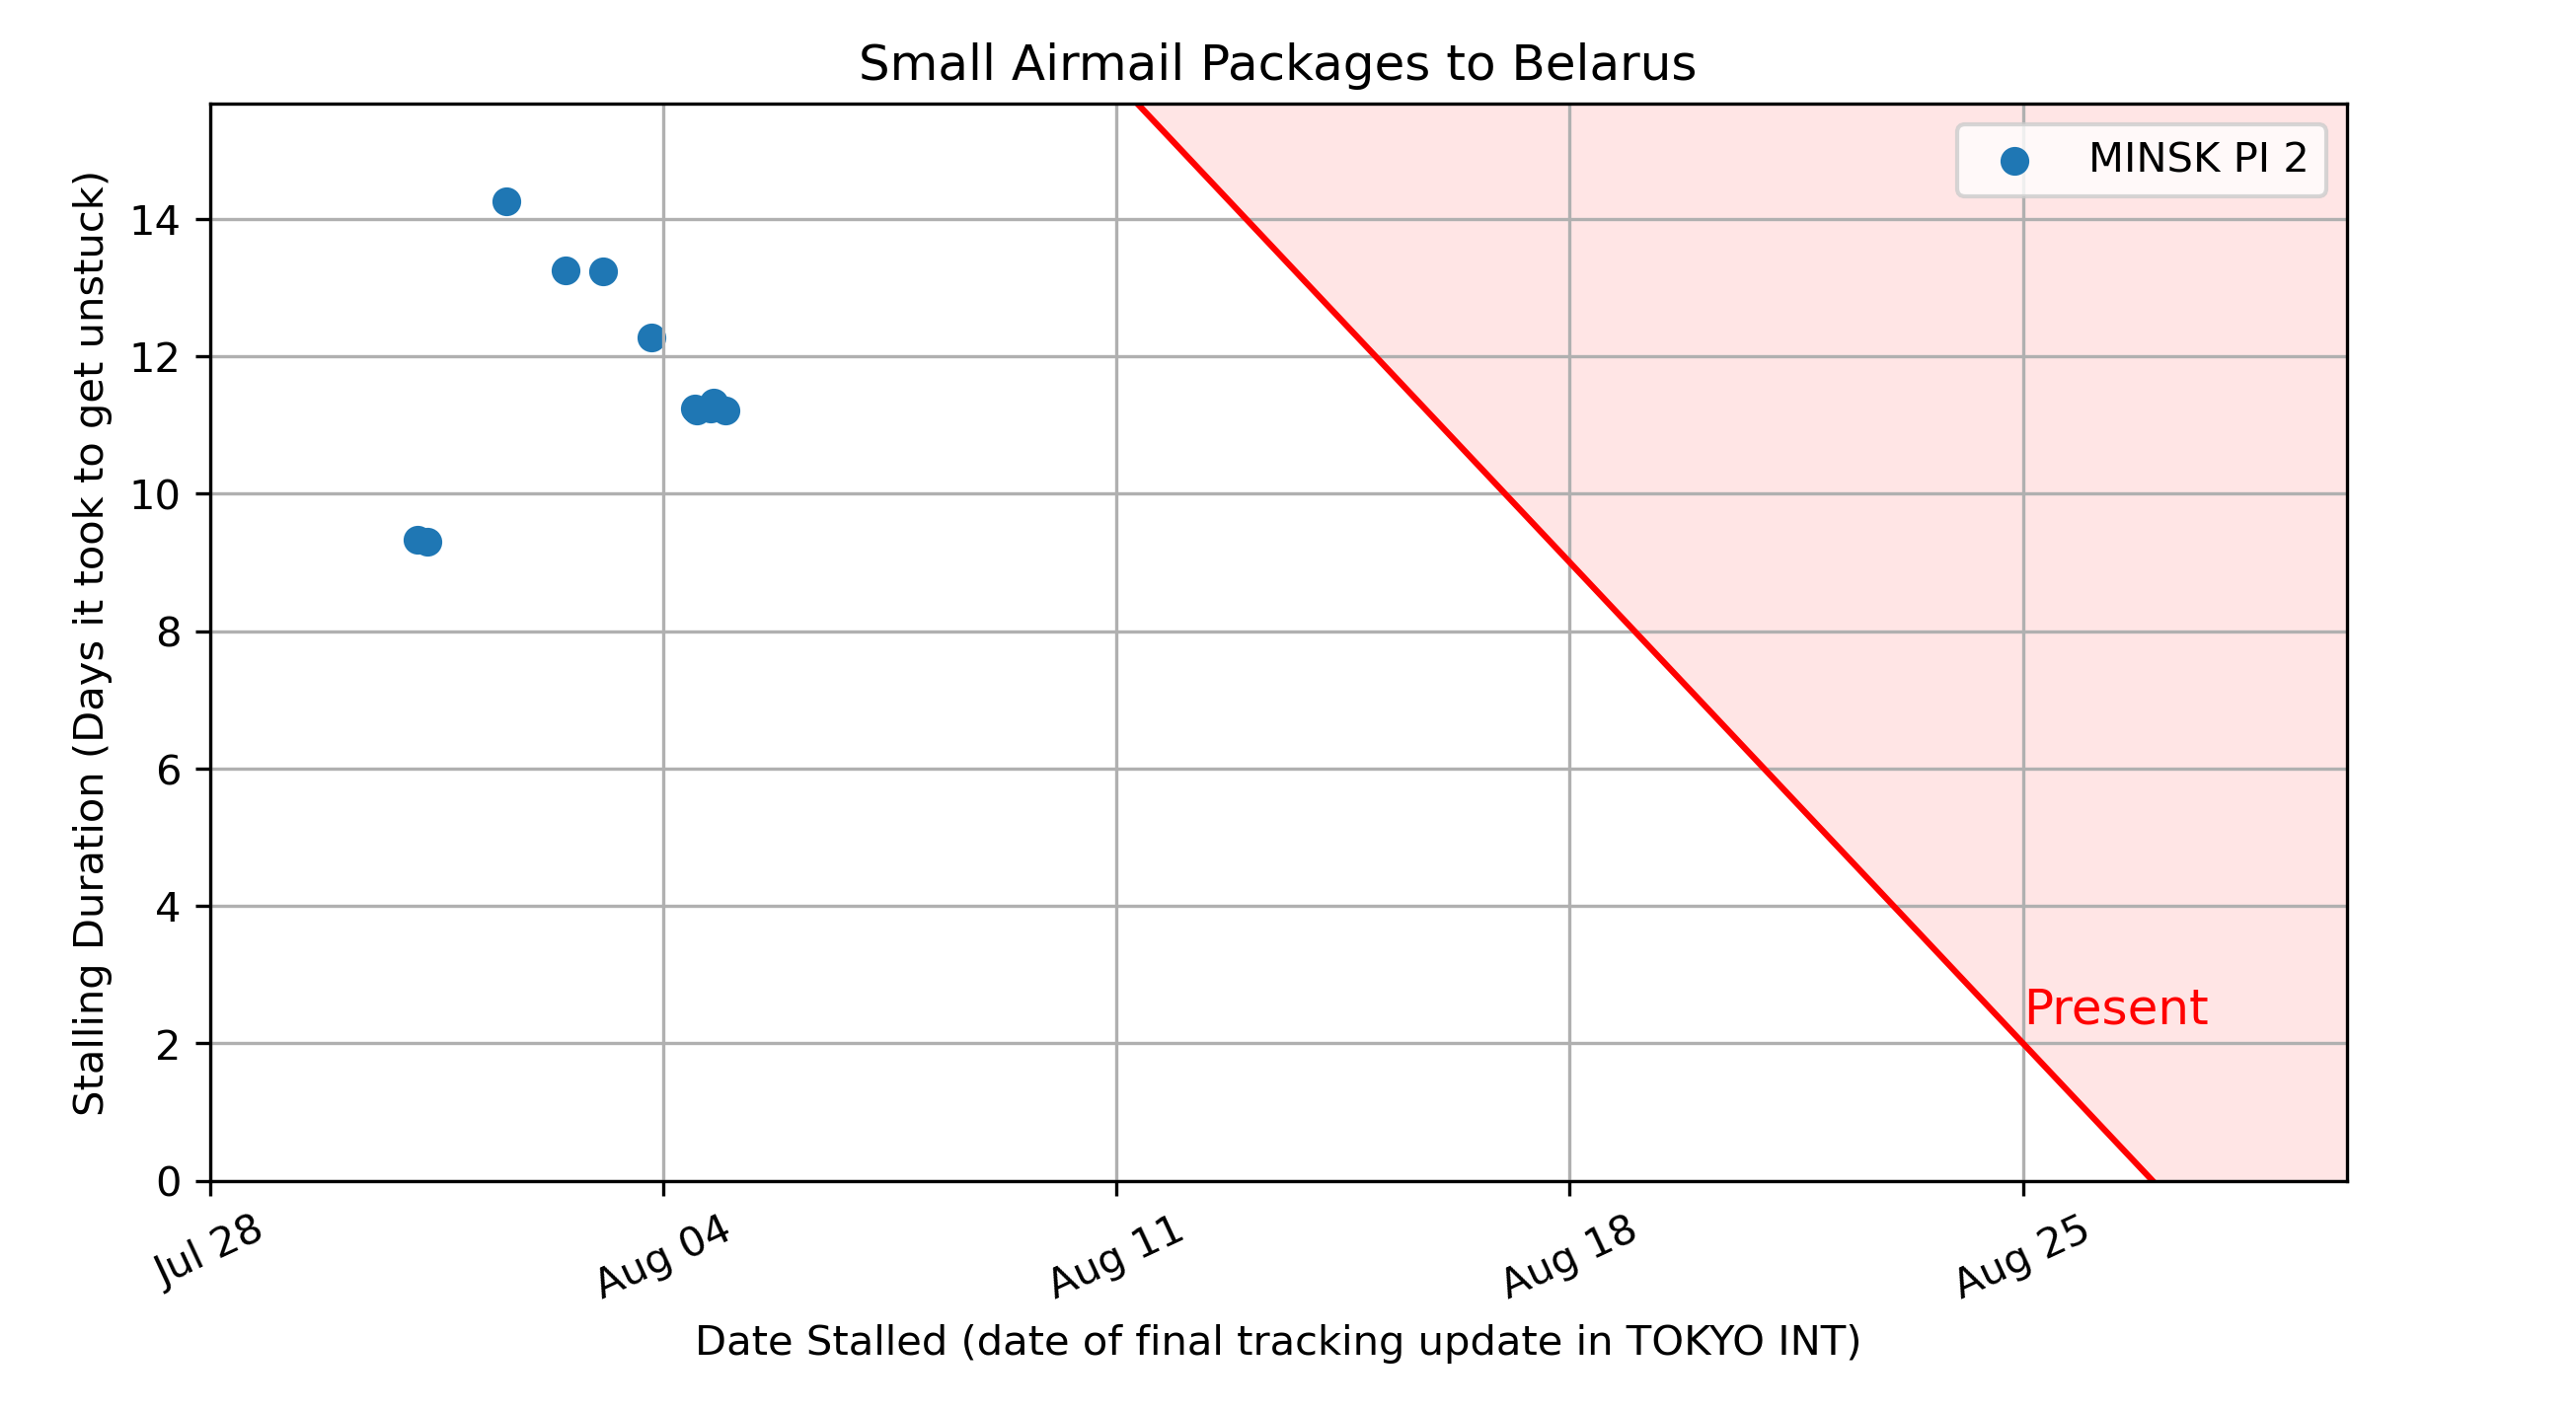 Small Airmail Packages to Belarus
MINSK PI 2
Stalling Duration (Days it took to get unstuck)
14
12
10
8
6
4
2
0
Present
Jul 28
Aug 04
Aug 11
Aug 18
Aug 25
Date Stalled (date of final tracking update in TOKYO INT)